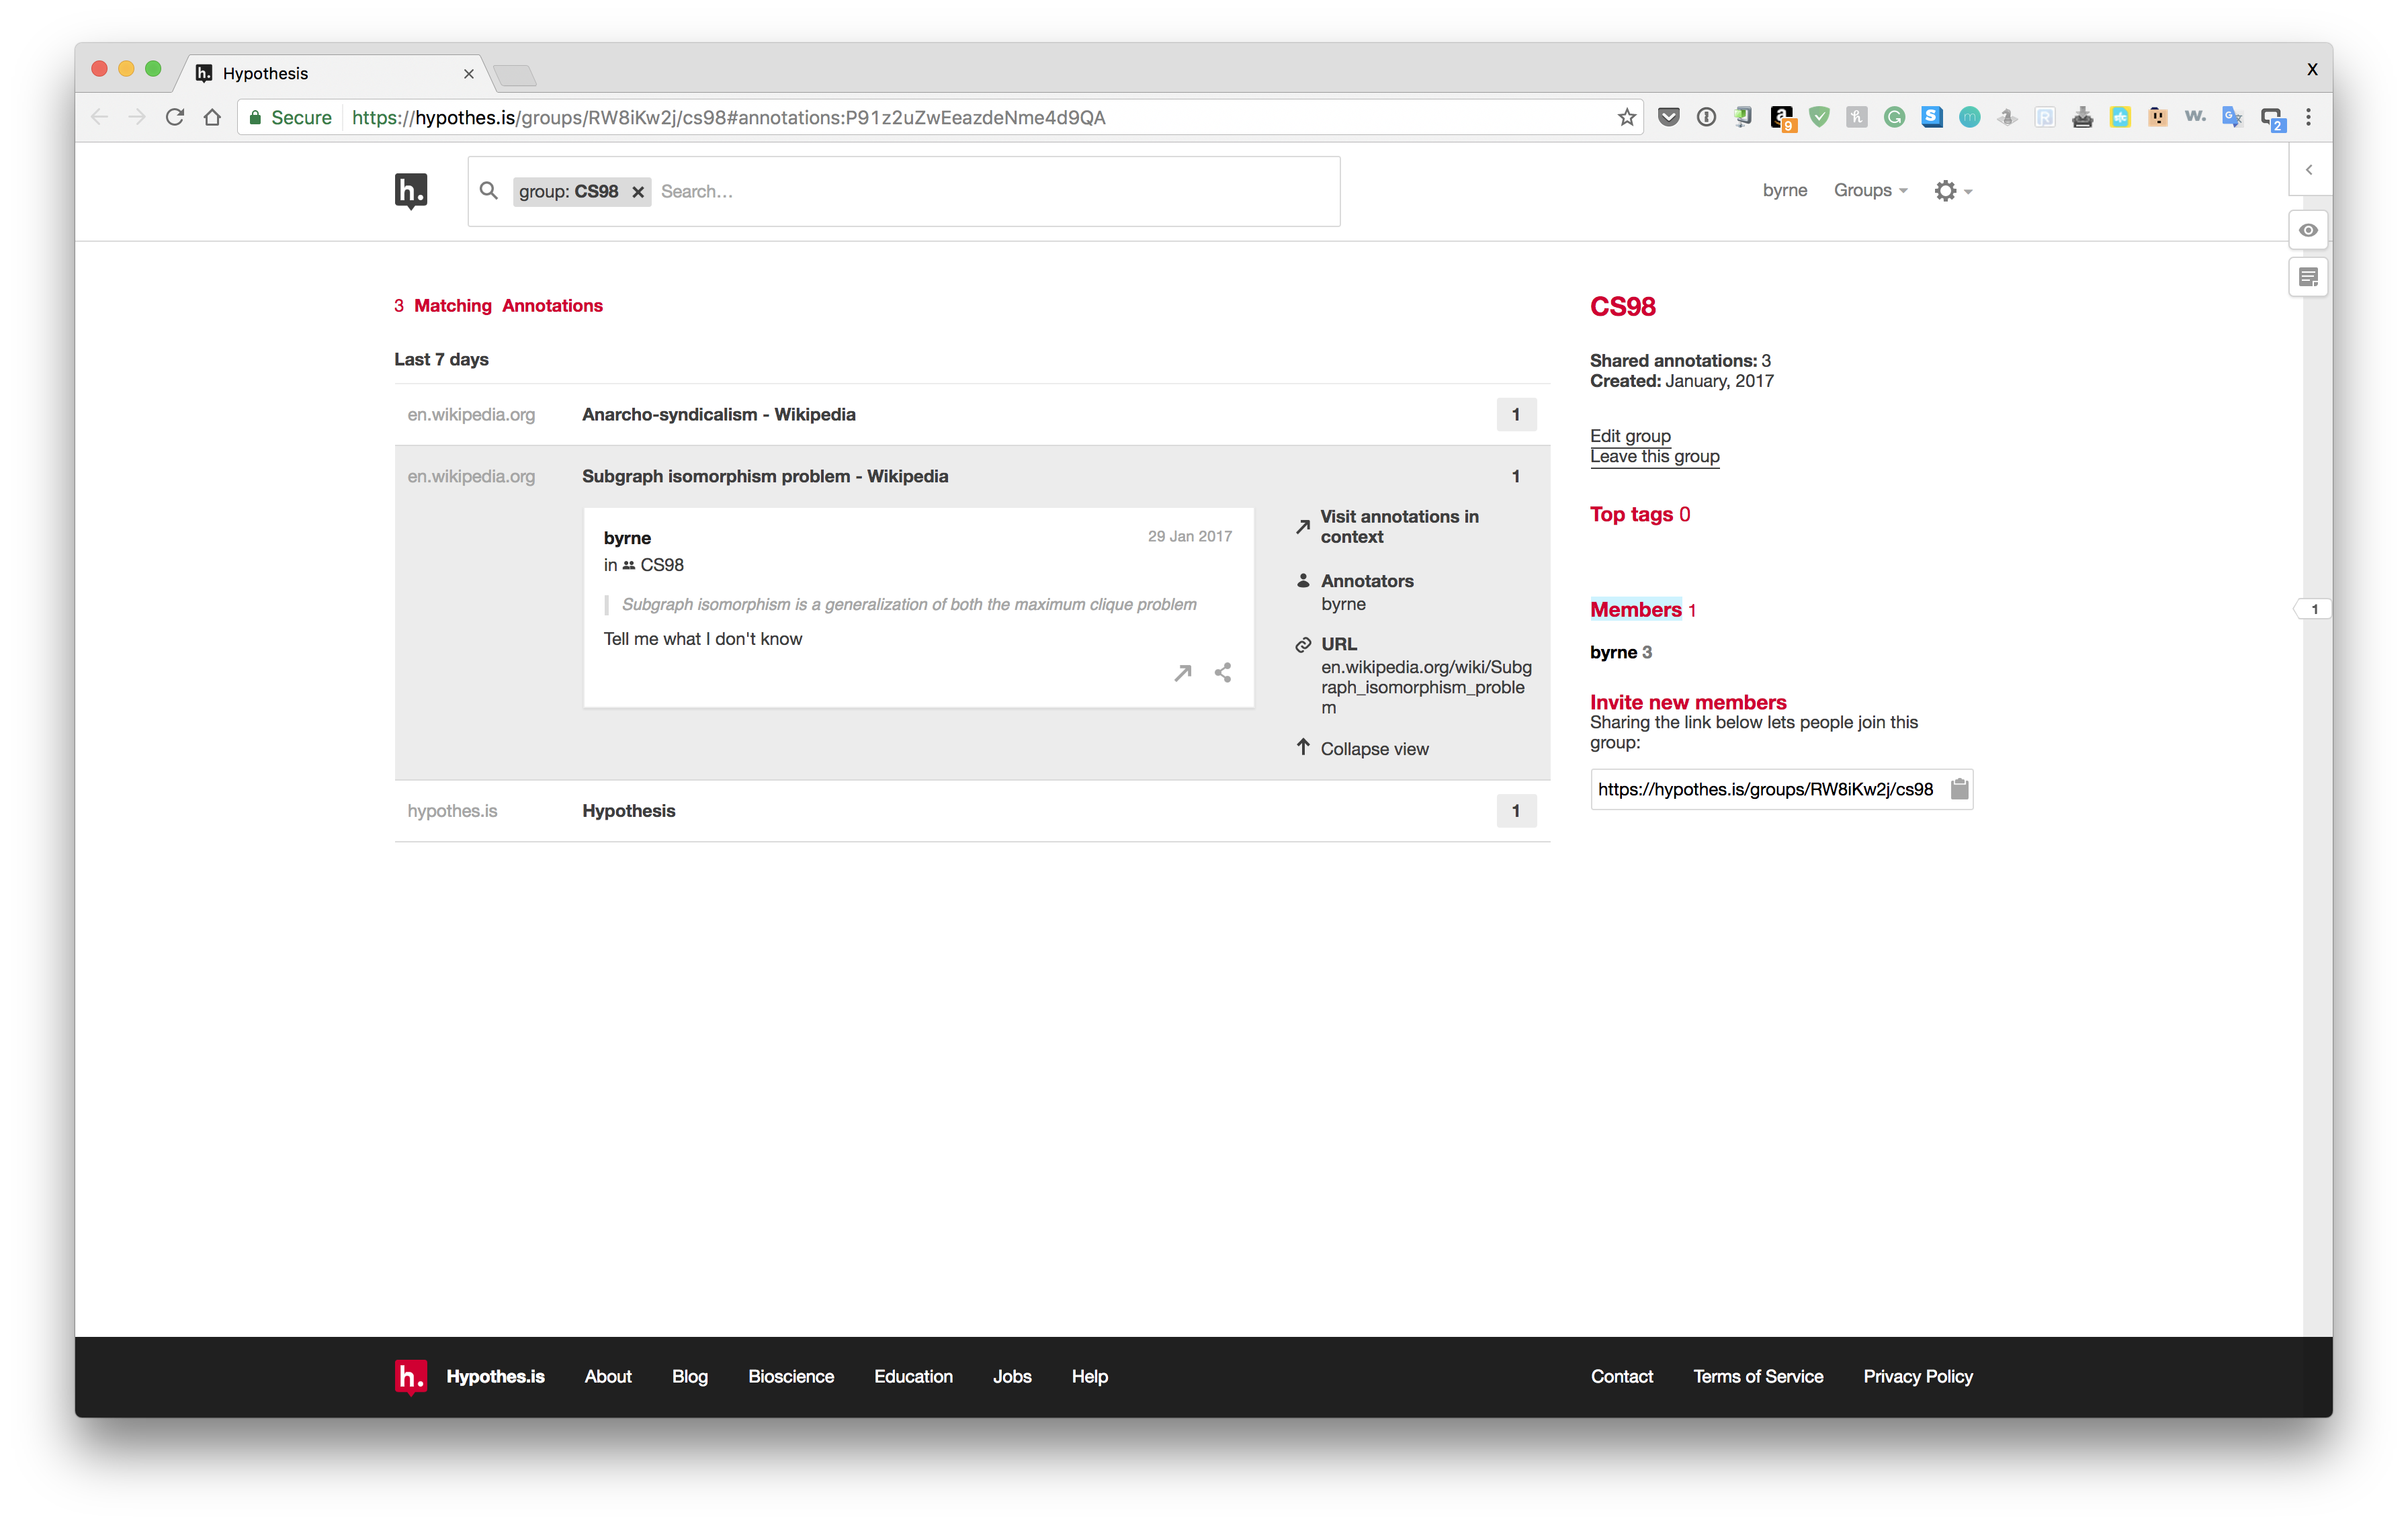 Hypothesis
X
Secure https://hypothes.is/groups/RW8iKw2j/cs98#annotations:P91z2uZwEeazdeNme4d9QA
9
2
h.
group: CS98 Search...
byrne Groups
3 Matching Annotations
Last 7 days
en.wikipedia.org Anarcho-syndicalism - Wikipedia 1
en.wikipedia.org Subgraph isomorphism problem - Wikipedia 1
byrne 29 Jan 2017
in CS98
Subgraph isomorphism is a generalization of both the maximum clique problem
Tell me what I don't know
Visit annotations in
context
Annotators
byrne
URL
en.wikipedia.org/wiki/Subg
raph_isomorphism_proble
m
Collapse view
hypothes.is Hypothesis 1
CS98
Shared annotations: 3
Created: January, 2017
Edit group
Leave this group
Top tags 0
Members 1
1
byrne 3
Invite new members
Sharing the link below lets people join this
group:
https://hypothes.is/groups/RW8iKw2j/cs98
h. Hypothes.is About Blog Bioscience Education Jobs Help Contact Terms of Service Privacy Policy